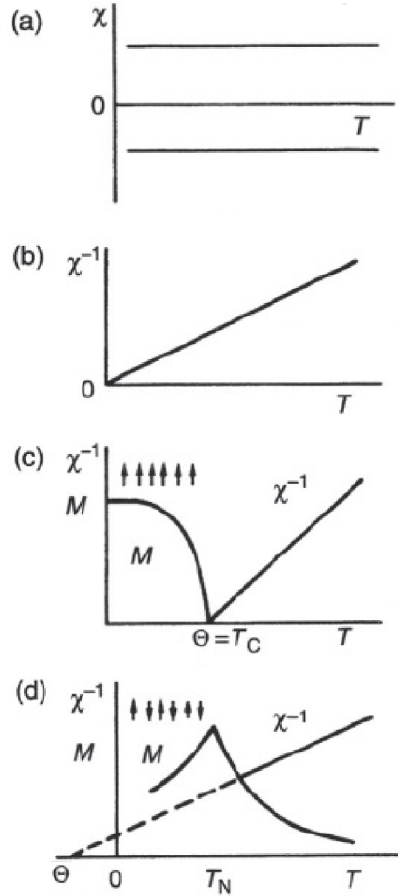 (a) χ
0
T
(b) χ⁻¹
0
T
(c) χ⁻¹
M
χ⁻¹
M
Θ = T_C T
(d) χ⁻¹
χ⁻¹
M M
Θ 0 T_N T